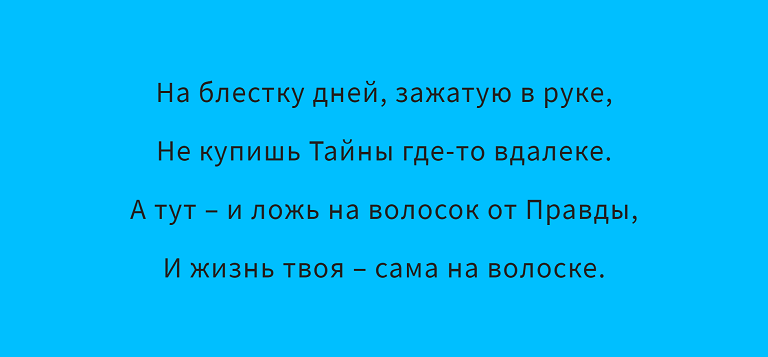 На блестку дней, зажатую в руке,
Не купишь Тайны где-то вдалеке.
А тут – и ложь на волосок от Правды,
И жизнь твоя – сама на волоске.